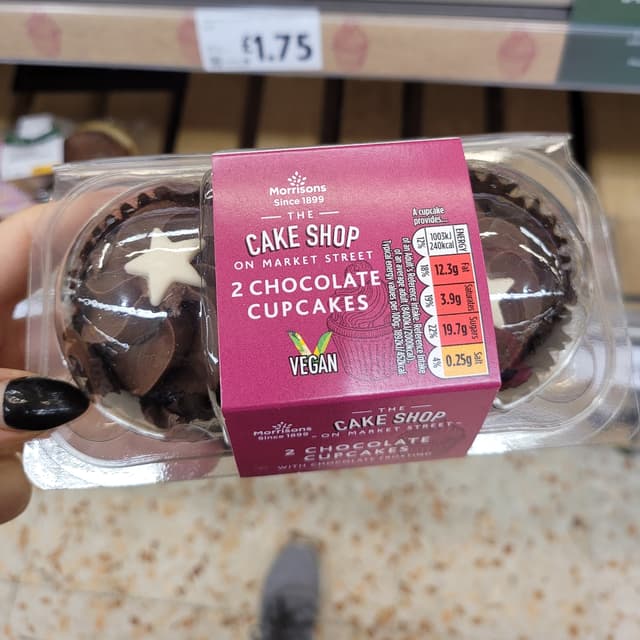 £1.75
Morrisons
Since 1899
THE
CAKE SHOP
ON MARKET STREET
2 CHOCOLATE
CUPCAKES
VEGAN
A cupcake
provides...
ENERGY
1003kJ
240kcal
12%
Fat
12.3g
18%
Saturates
3.9g
19%
Sugars
19.7g
22%
Salt
0.25g
4%
THE
Morrisons
Since 1899
CAKE SHOP
ON MARKET STREET
2 CHOCOLATE
CUPCAKES
WITH CHOCOLATE FROSTING